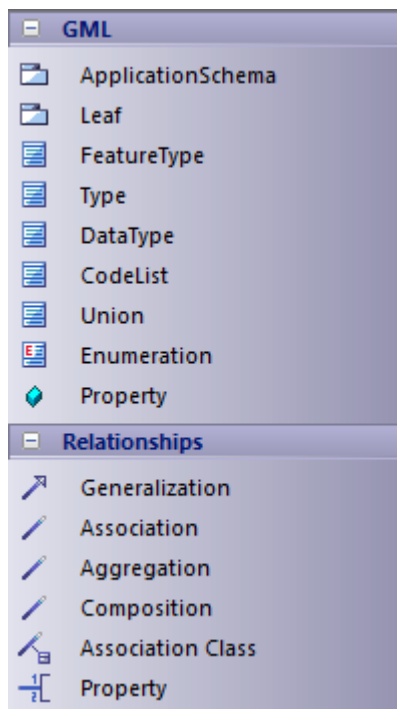 GML
ApplicationSchema
Leaf
FeatureType
Type
DataType
CodeList
Union
Enumeration
Property
Relationships
Generalization
Association
Aggregation
Composition
Association Class
Property